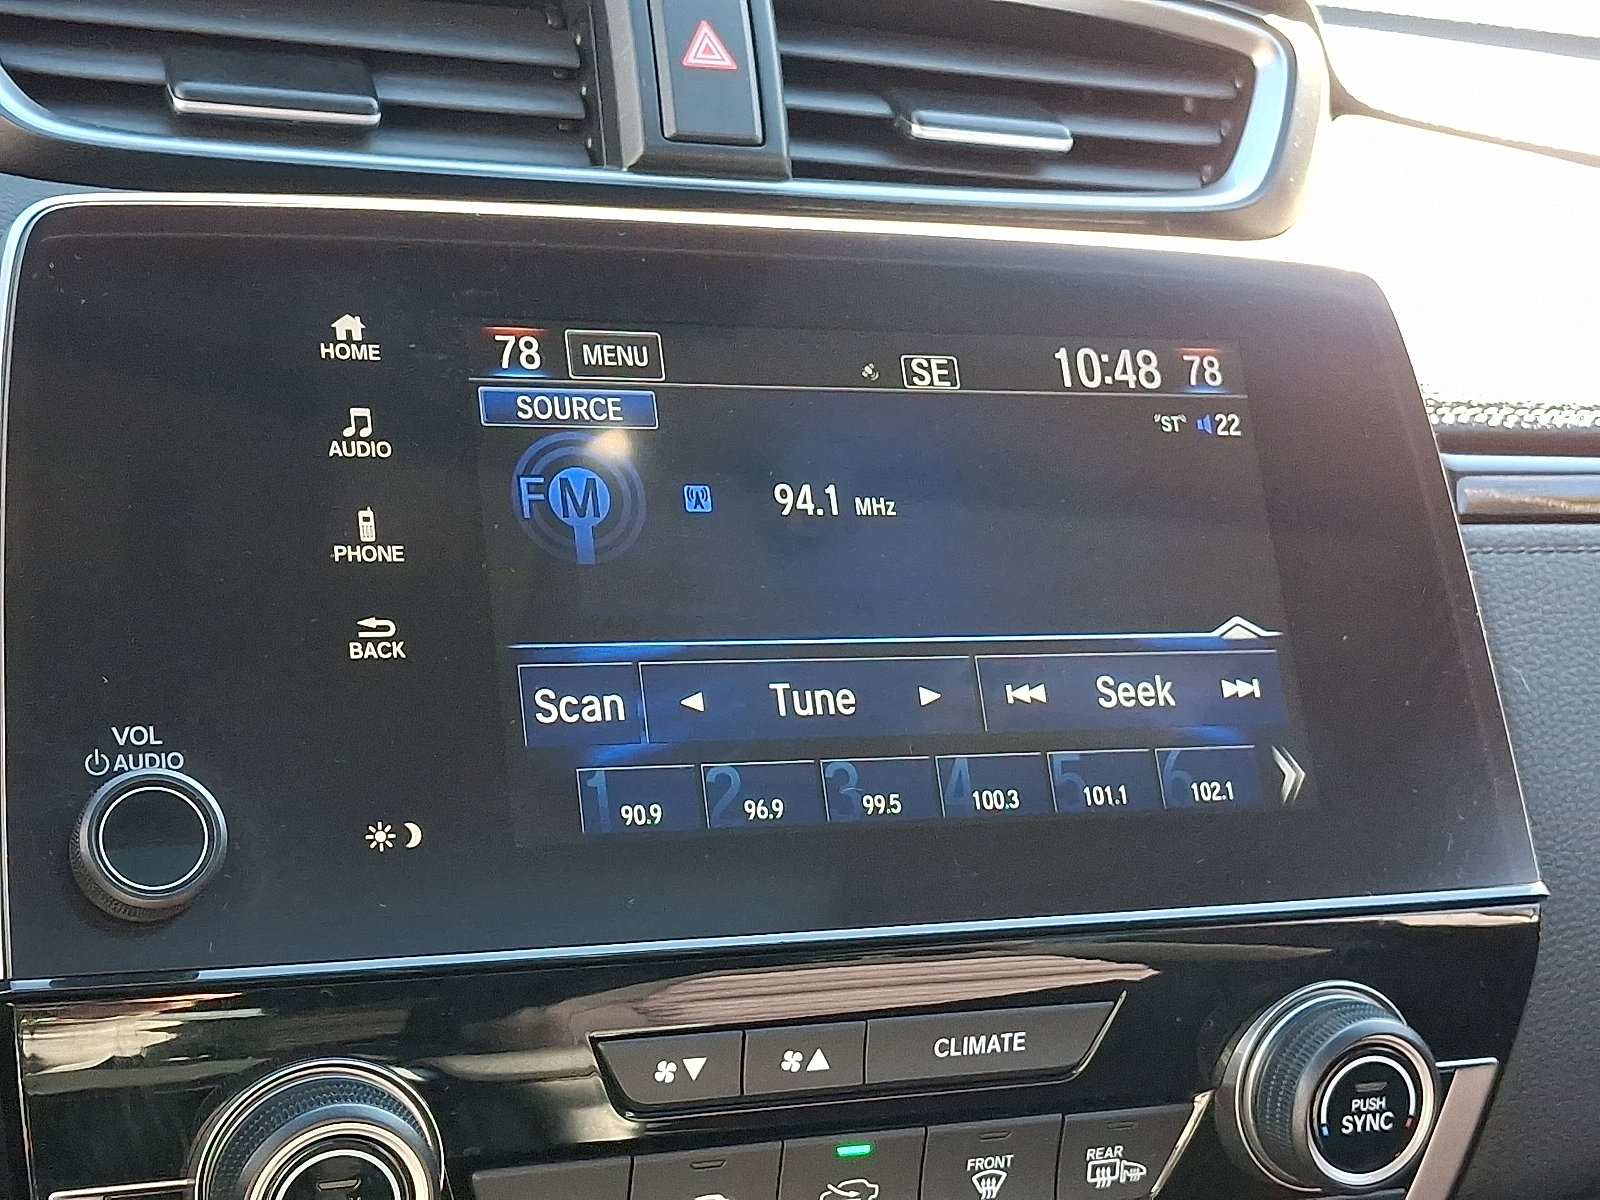 HOME
78 MENU SE 10:48 78
SOURCE
"ST" 22
AUDIO
FM 94.1 MHz
PHONE
BACK
Scan Tune Seek
VOL
AUDIO
1 90.9 2 96.9 3 99.5 4 100.3 5 101.1 6 102.1
CLIMATE
PUSH
SYNC
FRONT
REAR